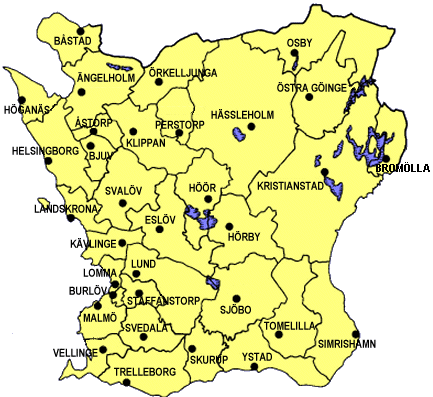 BÅSTAD
OSBY
ÄNGELHOLM
ÖRKELLJUNGA
ÖSTRA GÖINGE
HÖGANÄS
HÄSSLEHOLM
ÅSTORP
PERSTORP
KLIPPAN
HELSINGBORG
BJUV
BROMÖLLA
KRISTIANSTAD
HÖÖR
SVALÖV
LANDSKRONA
ESLÖV
HÖRBY
KÄVLINGE
LUND
LOMMA
BURLÖV
STAFFANSTORP
MALMÖ
SJÖBO
SVEDALA
TOMELILLA
SIMRISHAMN
VELLINGE
SKURUP
YSTAD
TRELLEBORG